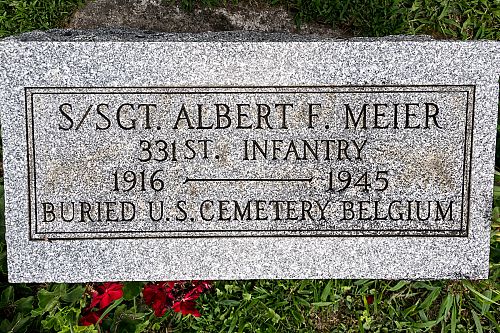 S/SGT. ALBERT F. MEIER
331ST. INFANTRY
1916 — 1945
BURIED U.S. CEMETERY BELGIUM